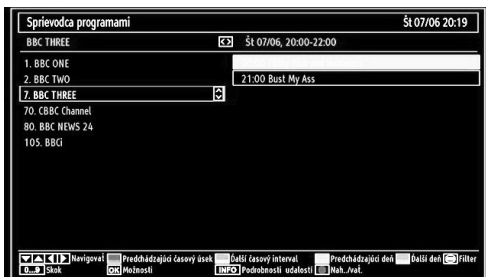 Sprievodca programami Št 07/06 20:19
BBC THREE Št 07/06, 20:00-22:00
1. BBC ONE
2. BBC TWO 21:00 Bust My Ass
7. BBC THREE
70. CBBC Channel
80. BBC NEWS 24
105. BBCi
Navigovať Predchádzajúci časový úsek Ďalší časový interval Predchádzajúci deň Ďalší deň Filter
0...9 Skok OK Možnosti INFO Podrobnosti udalosti Nah../vať.